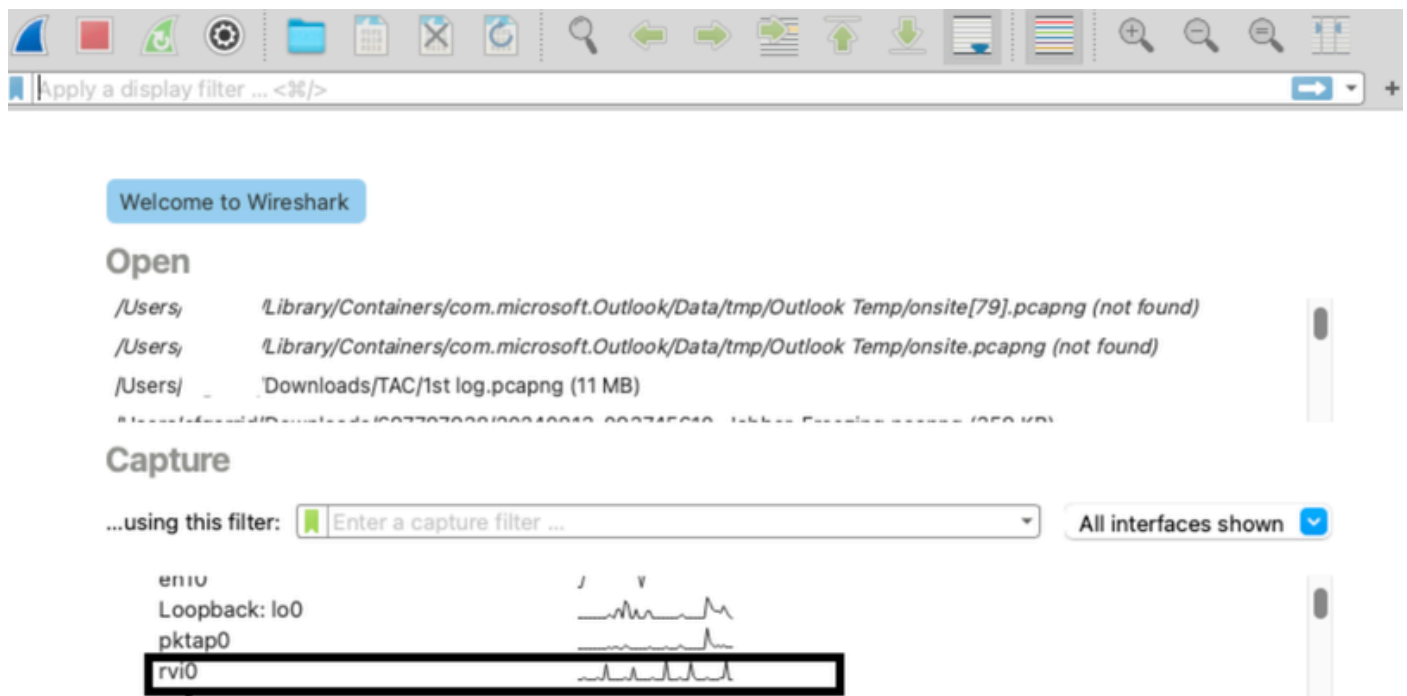 Apply a display filter ... <⌘/>
+
Welcome to Wireshark
Open
/Users/ /Library/Containers/com.microsoft.Outlook/Data/tmp/Outlook Temp/onsite[79].pcapng (not found)
/Users/ /Library/Containers/com.microsoft.Outlook/Data/tmp/Outlook Temp/onsite.pcapng (not found)
/Users/ /Downloads/TAC/1st log.pcapng (11 MB)
Capture
...using this filter: Enter a capture filter ... All interfaces shown
Loopback: lo0
pktap0
rvi0